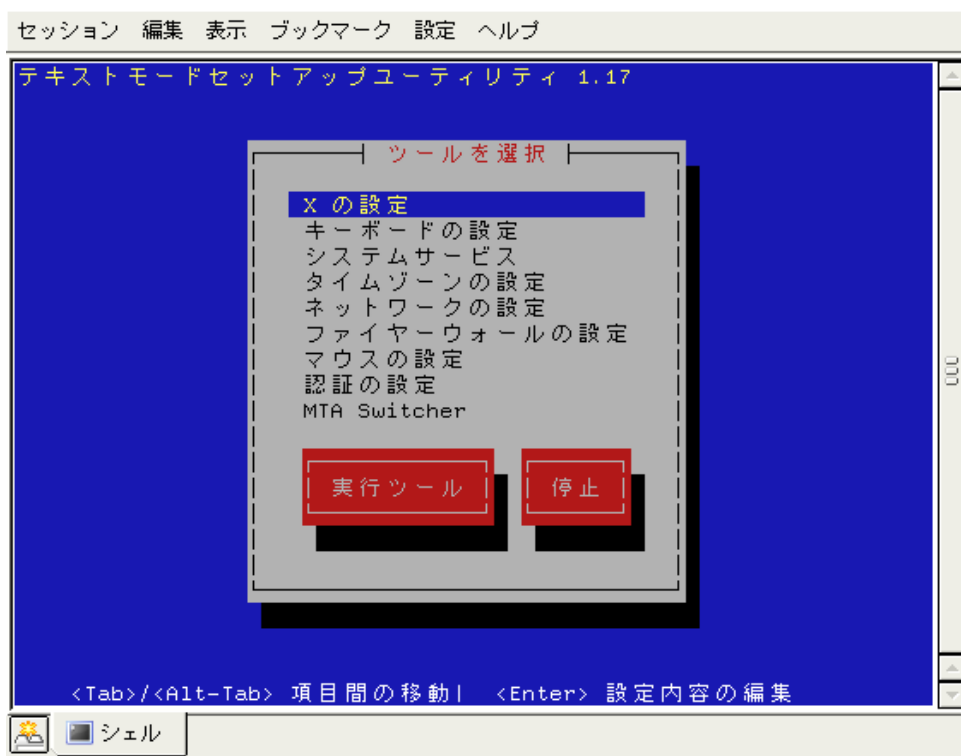 セッション 編集 表示 ブックマーク 設定 ヘルプ
テキストモードセットアップユーティリティ 1.17
ツールを選択
X の設定
キーボードの設定
システムサービス
タイムゾーンの設定
ネットワークの設定
ファイヤーウォールの設定
マウスの設定
認証の設定
MTA Switcher
実行ツール 停止
<Tab>/<Alt-Tab> 項目間の移動| <Enter> 設定内容の編集
シェル